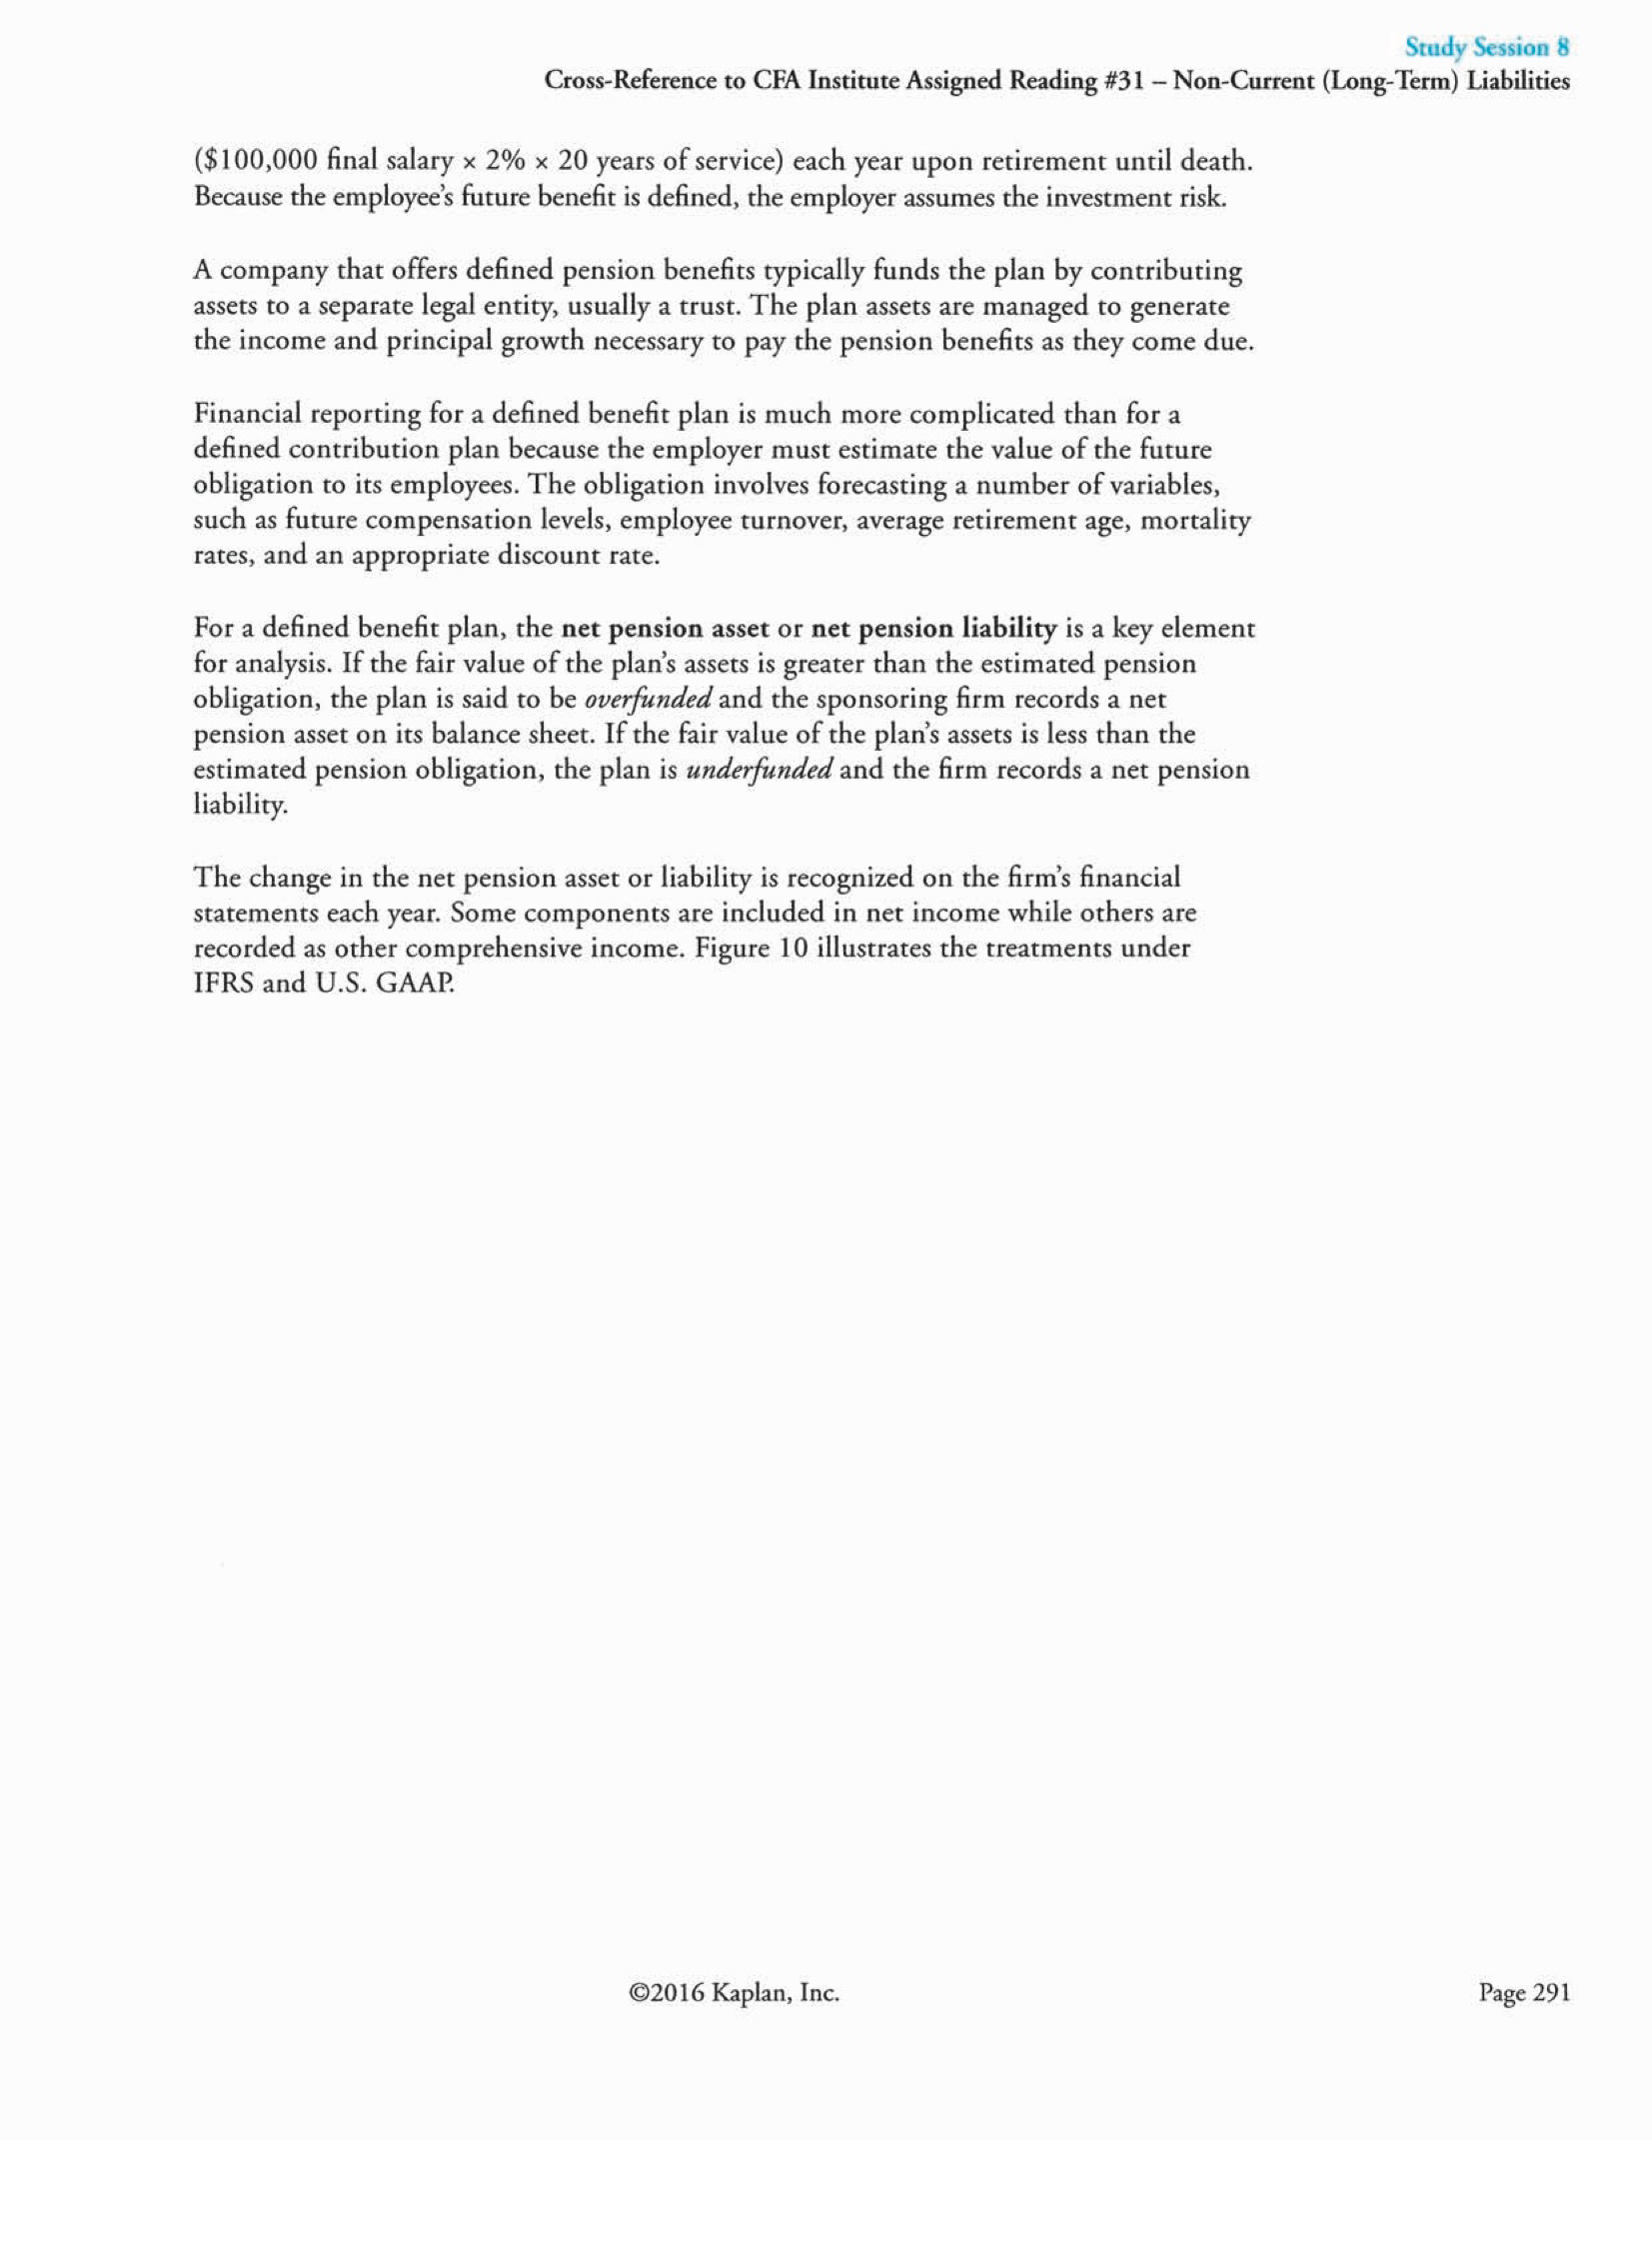 Study Session 8
Cross-Reference to CFA Institute Assigned Reading #31 – Non-Current (Long-Term) Liabilities
($100,000 final salary × 2% × 20 years of service) each year upon retirement until death.
Because the employee's future benefit is defined, the employer assumes the investment risk.
A company that offers defined pension benefits typically funds the plan by contributing
assets to a separate legal entity, usually a trust. The plan assets are managed to generate
the income and principal growth necessary to pay the pension benefits as they come due.
Financial reporting for a defined benefit plan is much more complicated than for a
defined contribution plan because the employer must estimate the value of the future
obligation to its employees. The obligation involves forecasting a number of variables,
such as future compensation levels, employee turnover, average retirement age, mortality
rates, and an appropriate discount rate.
For a defined benefit plan, the net pension asset or net pension liability is a key element
for analysis. If the fair value of the plan's assets is greater than the estimated pension
obligation, the plan is said to be overfunded and the sponsoring firm records a net
pension asset on its balance sheet. If the fair value of the plan's assets is less than the
estimated pension obligation, the plan is underfunded and the firm records a net pension
liability.
The change in the net pension asset or liability is recognized on the firm's financial
statements each year. Some components are included in net income while others are
recorded as other comprehensive income. Figure 10 illustrates the treatments under
IFRS and U.S. GAAP.
©2016 Kaplan, Inc.
Page 291